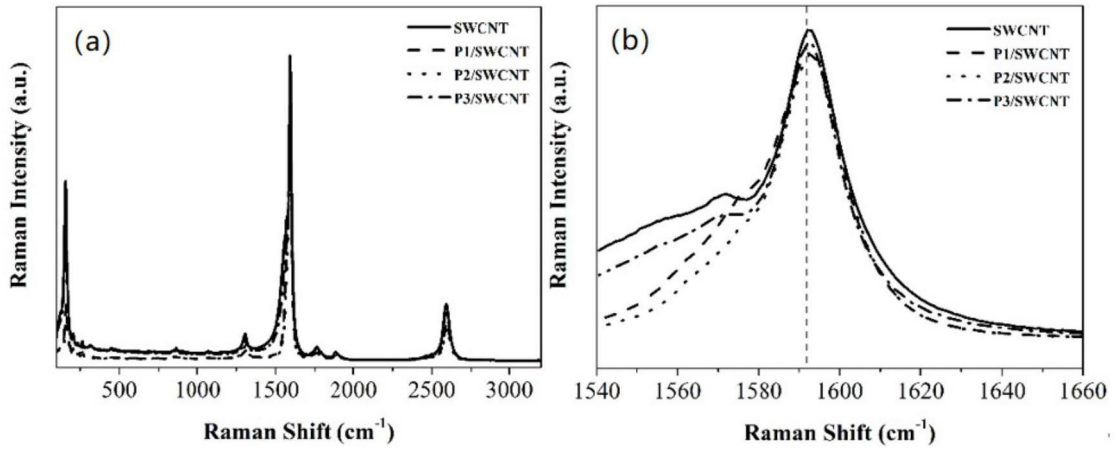 (a)
SWCNT
P1/SWCNT
P2/SWCNT
P3/SWCNT
Raman Intensity (a.u.)
500 1000 1500 2000 2500 3000
Raman Shift (cm⁻¹)
(b)
SWCNT
P1/SWCNT
P2/SWCNT
P3/SWCNT
Raman Intensity (a.u.)
1540 1560 1580 1600 1620 1640 1660
Raman Shift (cm⁻¹)